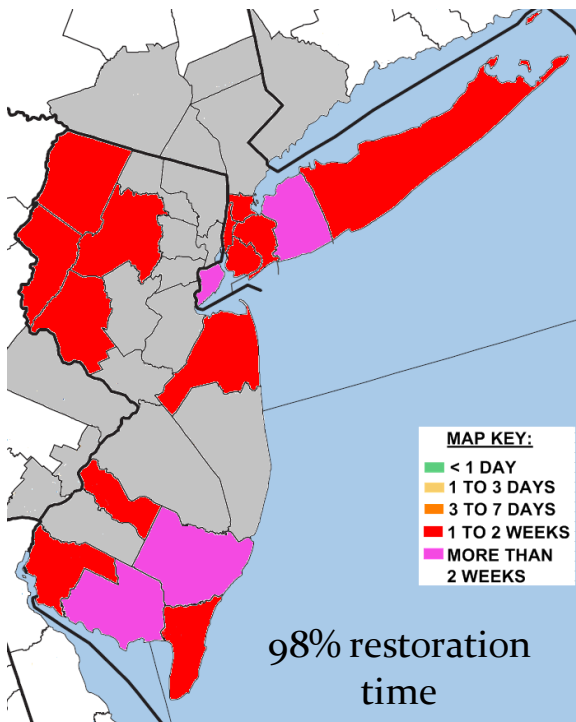 MAP KEY:
< 1 DAY
1 TO 3 DAYS
3 TO 7 DAYS
1 TO 2 WEEKS
MORE THAN
2 WEEKS
98% restoration
time